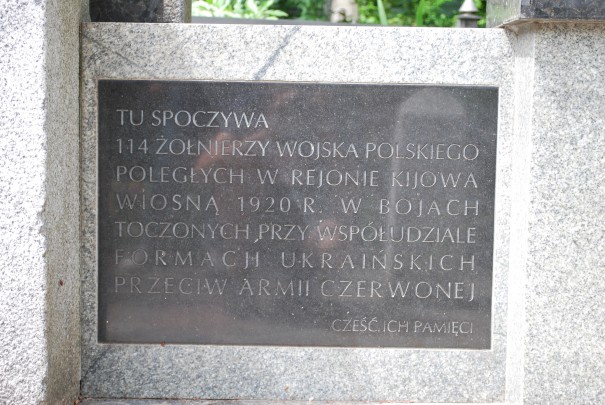 TU SPOCZYWA
114 ŻOŁNIERZY WOJSKA POLSKIEGO
POLEGŁYCH W REJONIE KIJOWA
WIOSNĄ 1920 R. W BOJACH
TOCZONYCH PRZY WSPÓŁUDZIALE
FORMACJI UKRAIŃSKICH
PRZECIW ARMII CZERWONEJ
CZEŚĆ ICH PAMIĘCI